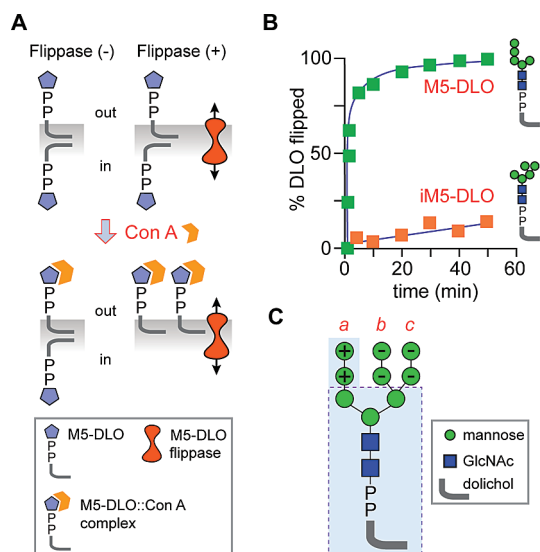 A
Flippase (-) Flippase (+)
P
P
P
P
out
in
P
P
P
P
Con A
P
P
P
P
P
P
out
in
P
P
M5-DLO
P
P
M5-DLO
flippase
M5-DLO::Con A
complex
P
P
B
% DLO flipped
100
50
0
M5-DLO
iM5-DLO
0 20 40 60
time (min)
P
P
P
P
C
a b c
+ - -
+ - -
P
P
mannose
GlcNAc
dolichol